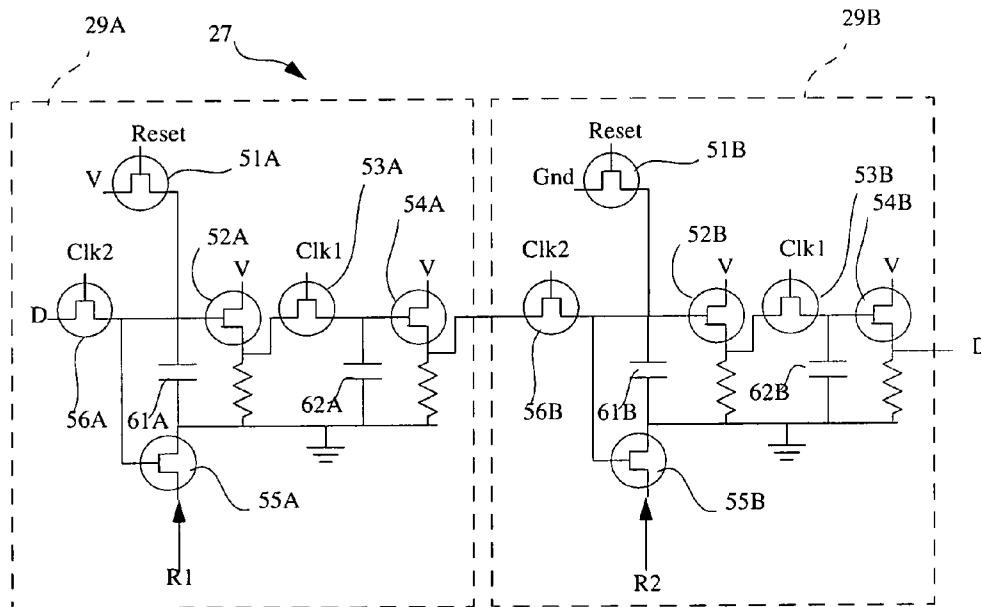 29A
27
29B
Reset
51A
V
53A
54A
Clk2
52A
Clk1
V
V
D
56A
61A
62A
55A
R1
Reset
51B
Gnd
53B
54B
Clk2
52B
Clk1
V
V
D
56B
61B
62B
55B
R2